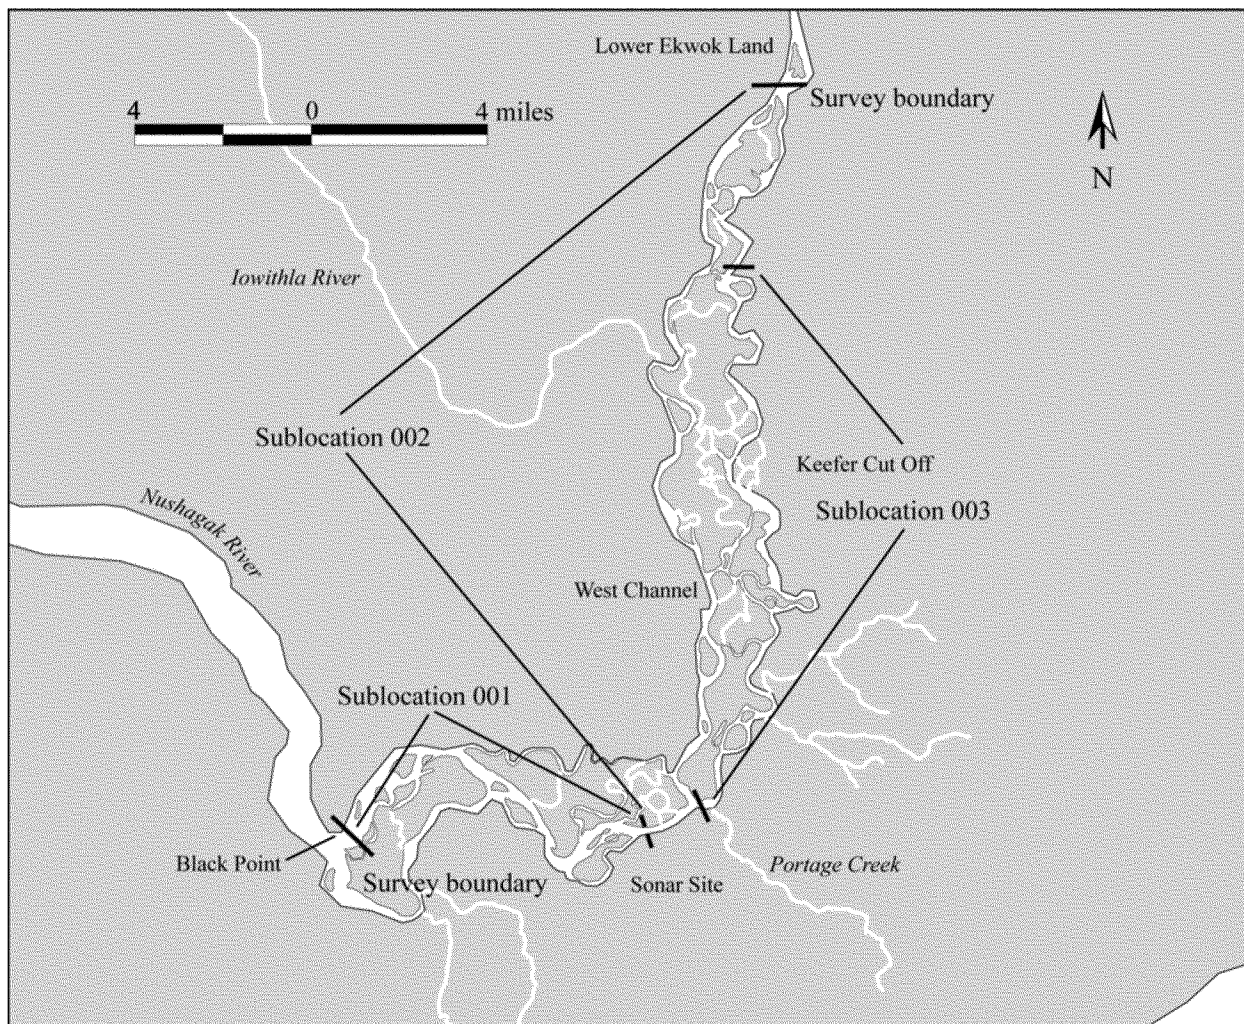 Lower Ekwok Land
4 0 4 miles
Survey boundary
N
Iowithla River
Sublocation 002
Keefer Cut Off
Nushagak River
Sublocation 003
West Channel
Sublocation 001
Black Point
Survey boundary
Sonar Site
Portage Creek